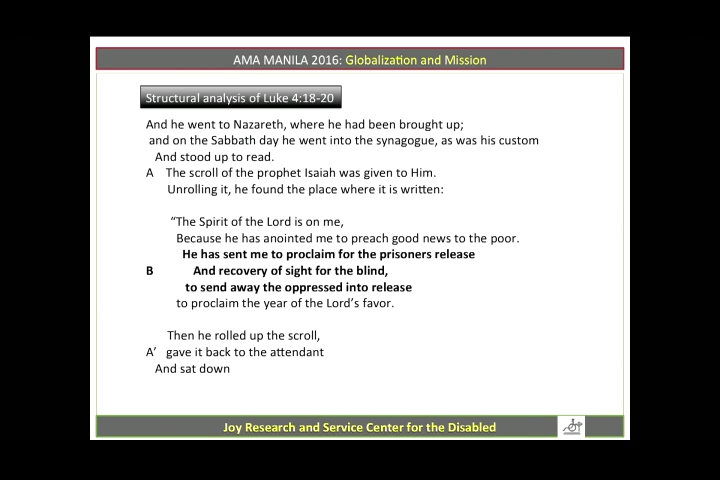 AMA MANILA 2016: Globalization and Mission
Structural analysis of Luke 4:18-20
And he went to Nazareth, where he had been brought up;
and on the Sabbath day he went into the synagogue, as was his custom
And stood up to read.
A The scroll of the prophet Isaiah was given to Him.
Unrolling it, he found the place where it is written:
“The Spirit of the Lord is on me,
Because he has anointed me to preach good news to the poor.
He has sent me to proclaim for the prisoners release
B And recovery of sight for the blind,
to send away the oppressed into release
to proclaim the year of the Lord’s favor.
Then he rolled up the scroll,
A’ gave it back to the attendant
And sat down
Joy Research and Service Center for the Disabled